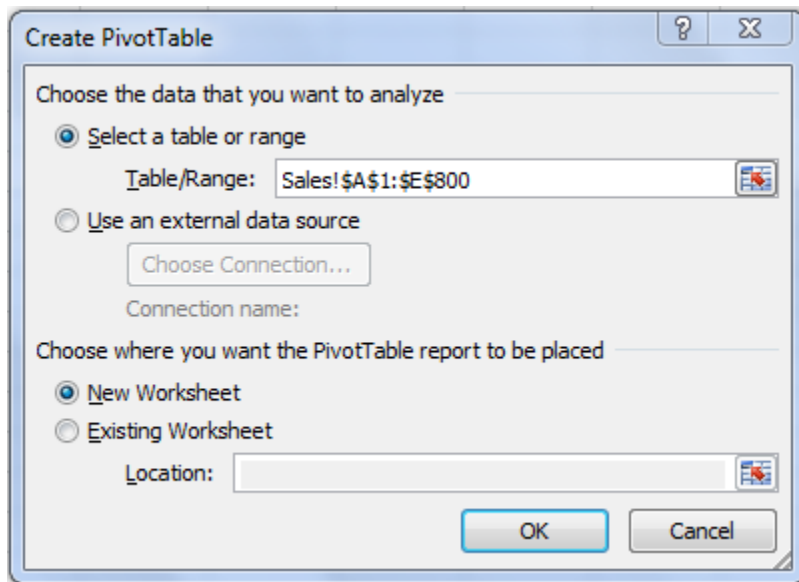 Create PivotTable
Choose the data that you want to analyze
Select a table or range
Table/Range: Sales!$A$1:$E$800
Use an external data source
Choose Connection...
Connection name:
Choose where you want the PivotTable report to be placed
New Worksheet
Existing Worksheet
Location:
OK Cancel